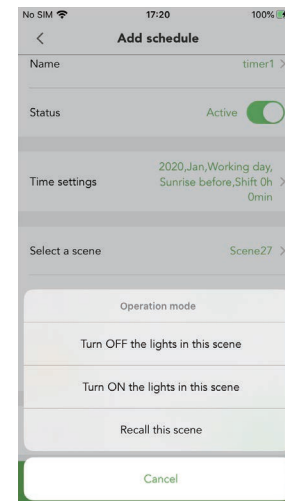 No SIM 17:20 100%
Add schedule
Name timer1
Status Active
Time settings 2020,Jan,Working day,
Sunrise before,Shift 0h
0min
Select a scene Scene27
Operation mode
Turn OFF the lights in this scene
Turn ON the lights in this scene
Recall this scene
Cancel